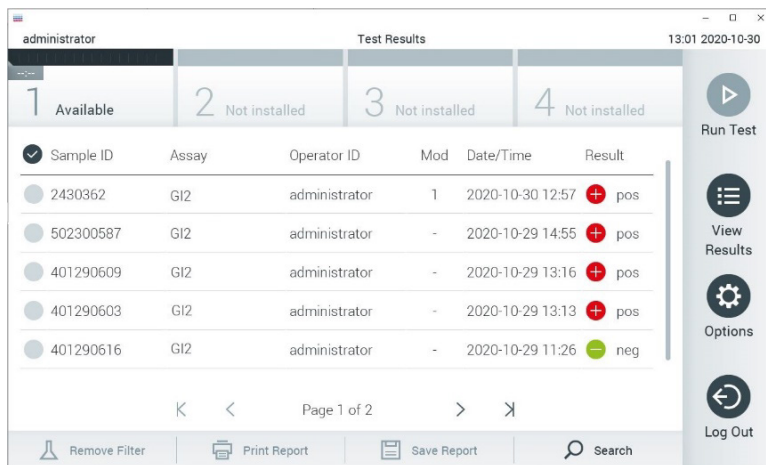 administrator Test Results 13:01 2020-10-30
--:--
1 Available 2 Not installed 3 Not installed 4 Not installed
Run Test
Sample ID Assay Operator ID Mod Date/Time Result
2430362 GI2 administrator 1 2020-10-30 12:57 pos
502300587 GI2 administrator - 2020-10-29 14:55 pos
401290609 GI2 administrator - 2020-10-29 13:16 pos
401290603 GI2 administrator - 2020-10-29 13:13 pos
401290616 GI2 administrator - 2020-10-29 11:26 neg
View
Results
Options
Page 1 of 2
Log Out
Remove Filter Print Report Save Report Search